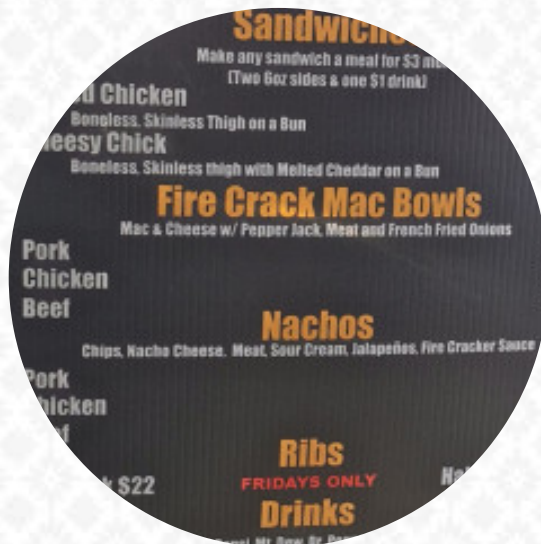 Make any sandwich a meal for $3
[Two 6oz sides & one $1 drink]
Chicken
Boneless, Skinless Thigh on a Bun
Chick
Boneless, Skinless thigh with Melted Cheddar on a Bun
Fire Crack Mac Bowls
Mac & Cheese w/ Pepper Jack, Meat and French Fried Onions
Pork
Chicken
Beef
Nachos
Chips, Nacho Cheese, Meat, Sour Cream, Jalapeños, Fire Cracker Sauce
Pork
Ribs
$22
FRIDAYS ONLY
Drinks